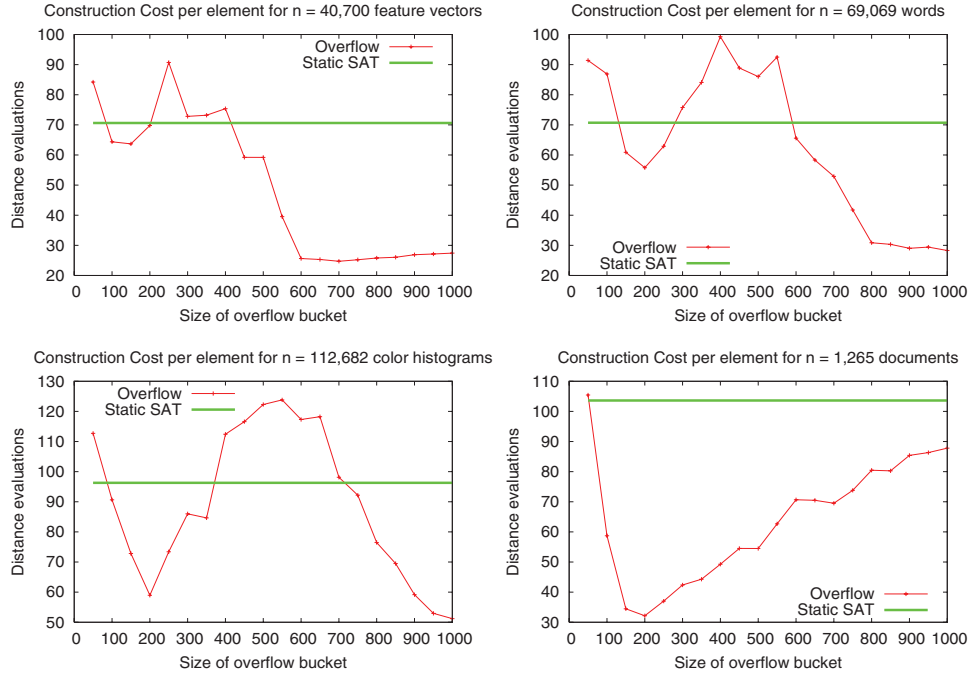 Construction Cost per element for n = 40,700 feature vectors
100
90
80
70
60
50
40
30
20
Distance evaluations
Overflow
Static SAT
0 100 200 300 400 500 600 700 800 900 1000
Size of overflow bucket
Construction Cost per element for n = 69,069 words
100
90
80
70
60
50
40
30
20
Distance evaluations
Overflow
Static SAT
0 100 200 300 400 500 600 700 800 900 1000
Size of overflow bucket
Construction Cost per element for n = 112,682 color histograms
130
120
110
100
90
80
70
60
50
Distance evaluations
Overflow
Static SAT
0 100 200 300 400 500 600 700 800 900 1000
Size of overflow bucket
Construction Cost per element for n = 1,265 documents
110
100
90
80
70
60
50
40
30
Distance evaluations
Overflow
Static SAT
0 100 200 300 400 500 600 700 800 900 1000
Size of overflow bucket